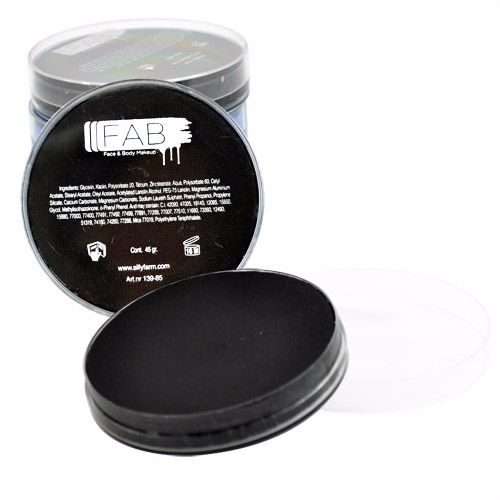 FAB
Face & Body Makeup
Ingredients: Glycerin, Kaolin, Polysorbate 20, Talcum, Zinc stearate, Aqua, Polysorbate 60, Cetyl
Acetate, Stearyl Acetate, Oleyl Acetate, Acetylated Lanolin Alcohol, PEG-75 Lanolin, Magnesium Aluminum
Silicate, Calcium Carbonate, Magnesium Carbonate, Sodium Laureth Sulphate, Phenyl Propanol, Propylene
Glycol, Methylisothiazolinone, o-Phenyl Phenol. And may contain: C.I. 42090, 47005, 19140, 12085, 15850,
15880, 77000, 77400, 77491, 77492, 77499, 77891, 77288, 77007, 77510, 11680, 73360, 12490,
51319, 74160, 74260, 77266, Mica 77019, Polyethylene Terephthalate.
Cont. 45 gr.
www.sillyfarm.com
Art.nr 139-85